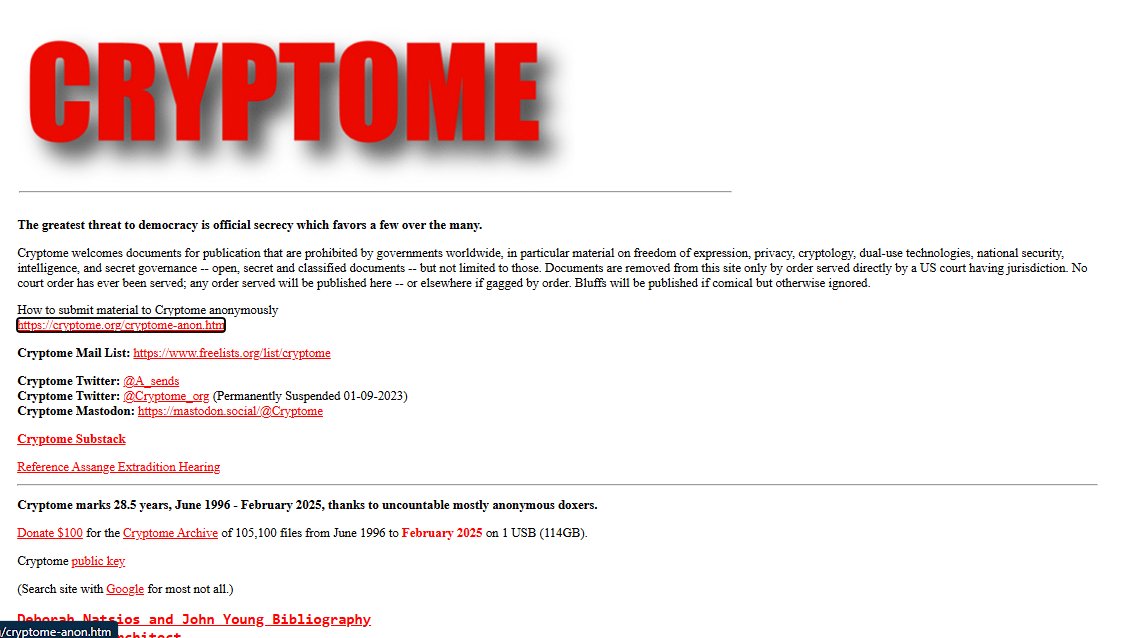 CRYPTOME
The greatest threat to democracy is official secrecy which favors a few over the many.
Cryptome welcomes documents for publication that are prohibited by governments worldwide, in particular material on freedom of expression, privacy, cryptology, dual-use technologies, national security,
intelligence, and secret governance -- open, secret and classified documents -- but not limited to those. Documents are removed from this site only by order served directly by a US court having jurisdiction. No
court order has ever been served; any order served will be published here -- or elsewhere if gagged by order. Bluffs will be published if comical but otherwise ignored.
How to submit material to Cryptome anonymously
https://cryptome.org/cryptome-anon.htm
Cryptome Mail List: https://www.freelists.org/list/cryptome
Cryptome Twitter: @A_sends
Cryptome Twitter: @Cryptome_org (Permanently Suspended 01-09-2023)
Cryptome Mastodon: https://mastodon.social/@Cryptome
Cryptome Substack
Reference Assange Extradition Hearing
Cryptome marks 28.5 years, June 1996 - February 2025, thanks to uncountable mostly anonymous doxers.
Donate $100 for the Cryptome Archive of 105,100 files from June 1996 to February 2025 on 1 USB (114GB).
Cryptome public key
(Search site with Google for most not all.)
Deborah Natsios and John Young Bibliography
/cryptome-anon.htm